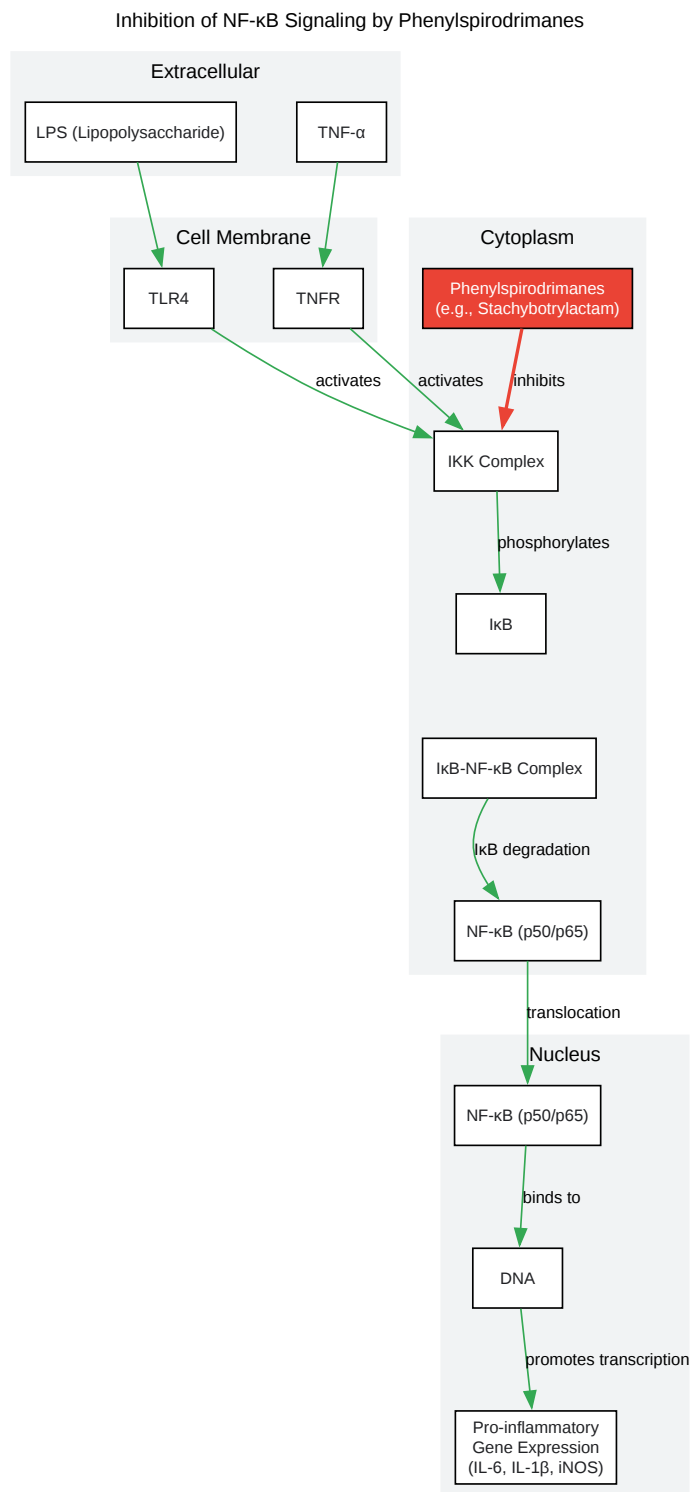 Inhibition of NF-κB Signaling by Phenylspirodrimanes
Extracellular
LPS (Lipopolysaccharide)
TNF-α
Cell Membrane
Cytoplasm
TLR4
TNFR
Phenylspirodrimanes
(e.g., Stachybotrylactam)
activates
activates
inhibits
IKK Complex
phosphorylates
IκB
IκB-NF-κB Complex
IκB degradation
NF-κB (p50/p65)
translocation
Nucleus
NF-κB (p50/p65)
binds to
DNA
promotes transcription
Pro-inflammatory
Gene Expression
(IL-6, IL-1β, iNOS)